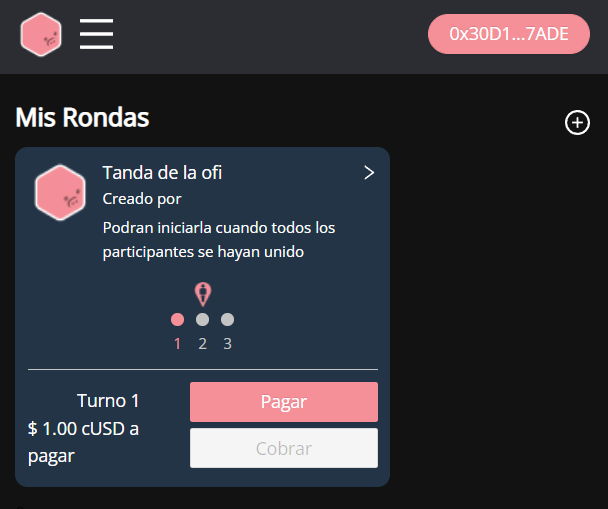 0x30D1...7ADE
Mis Rondas
Tanda de la ofi
Creado por
Podran iniciarla cuando todos los
participantes se hayan unido
1 2 3
Turno 1
$ 1.00 cUSD a
pagar
Pagar
Cobrar